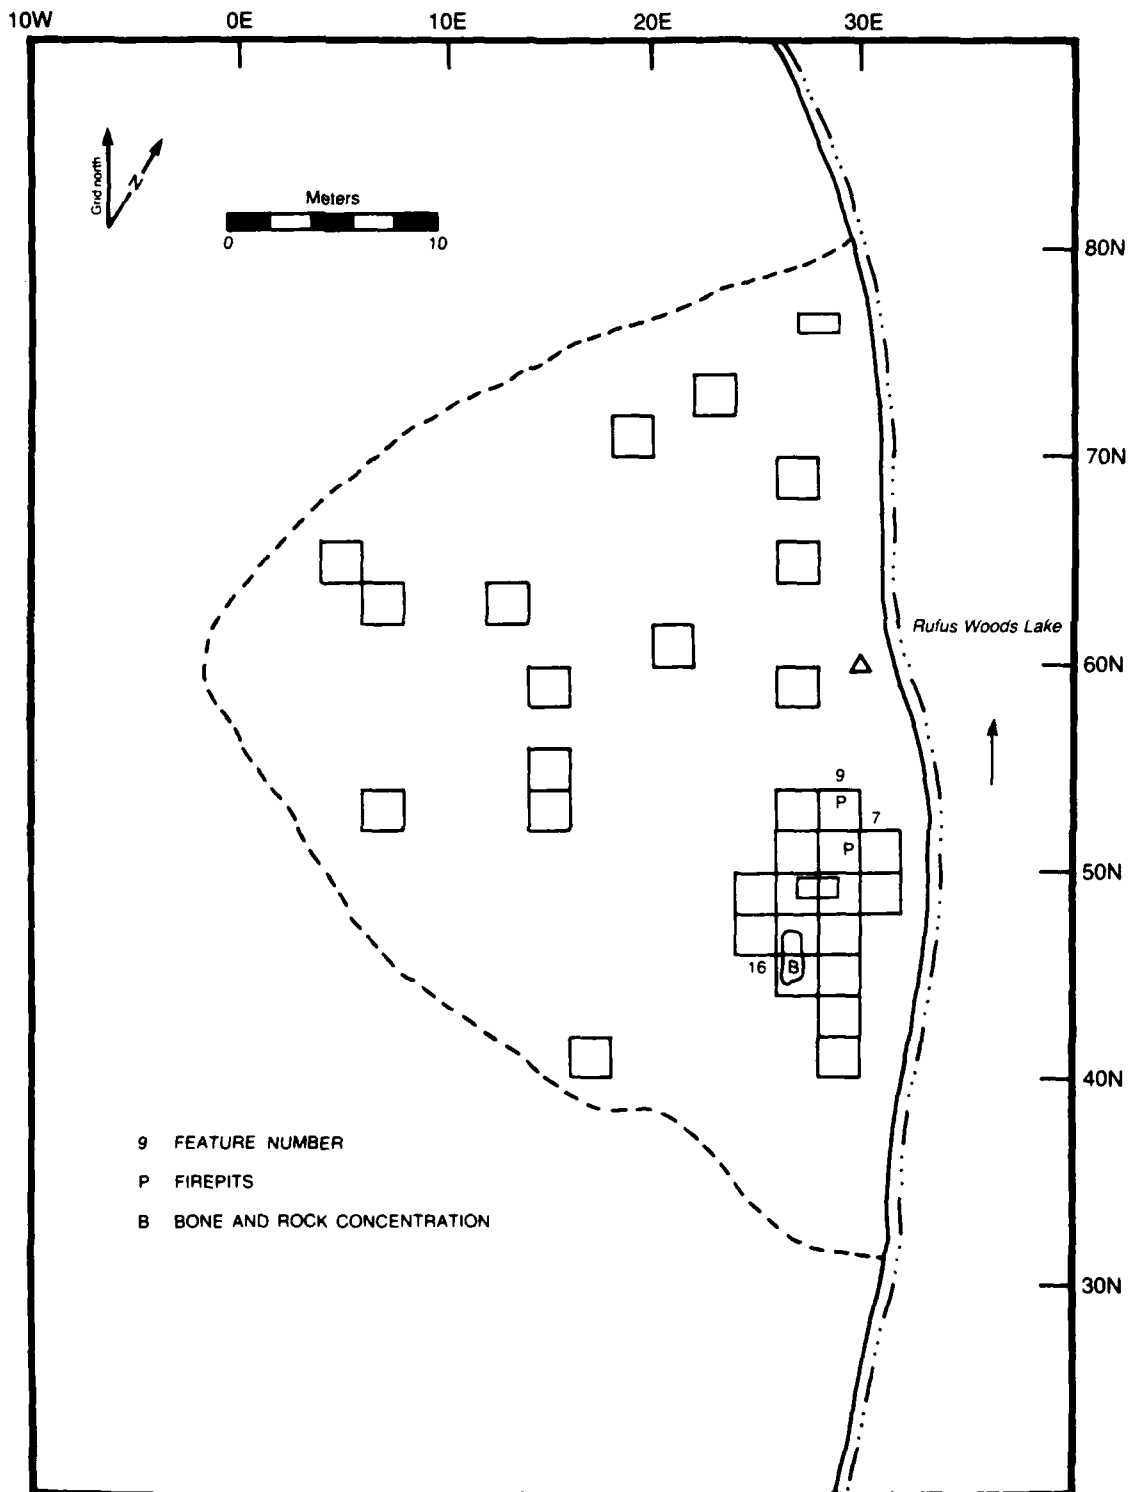 10W 0E 10E 20E 30E
Grid north
N
Meters
0 10
80N
70N
Rufus Woods Lake
60N
9
P
7
P
50N
16 B
40N
9 FEATURE NUMBER
P FIREPITS
B BONE AND ROCK CONCENTRATION
30N